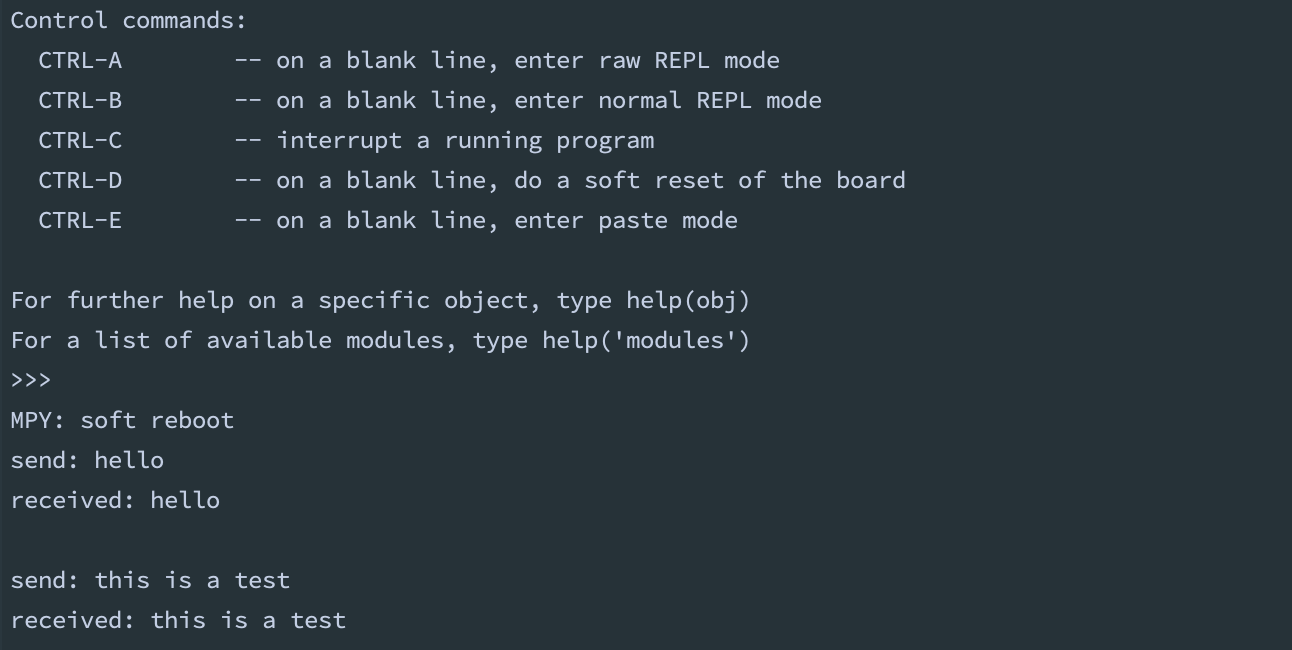 Control commands:
  CTRL-A        -- on a blank line, enter raw REPL mode
  CTRL-B        -- on a blank line, enter normal REPL mode
  CTRL-C        -- interrupt a running program
  CTRL-D        -- on a blank line, do a soft reset of the board
  CTRL-E        -- on a blank line, enter paste mode

For further help on a specific object, type help(obj)
For a list of available modules, type help('modules')
>>>
MPY: soft reboot
send: hello
received: hello

send: this is a test
received: this is a test